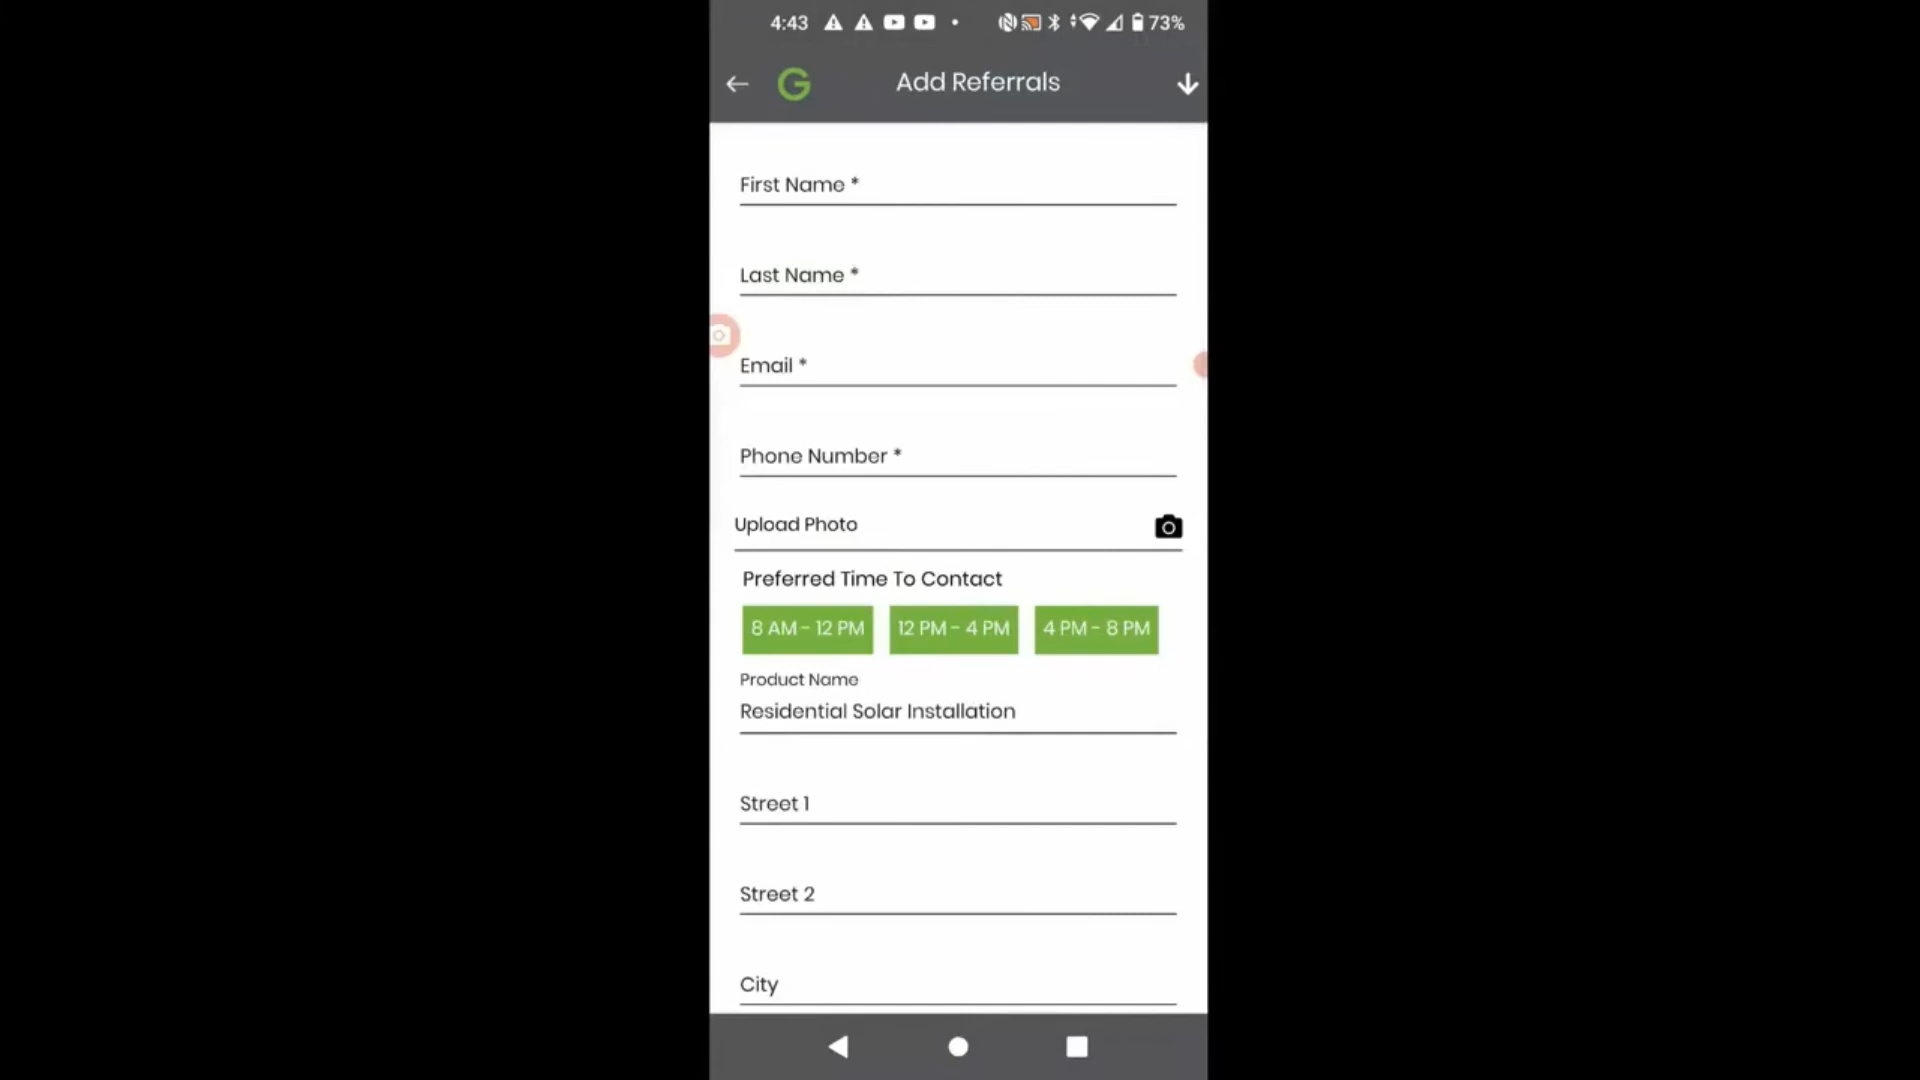 4:43 73%
Add Referrals
First Name *
Last Name *
Email *
Phone Number *
Upload Photo
Preferred Time To Contact
8 AM - 12 PM 12 PM - 4 PM 4 PM - 8 PM
Product Name
Residential Solar Installation
Street 1
Street 2
City